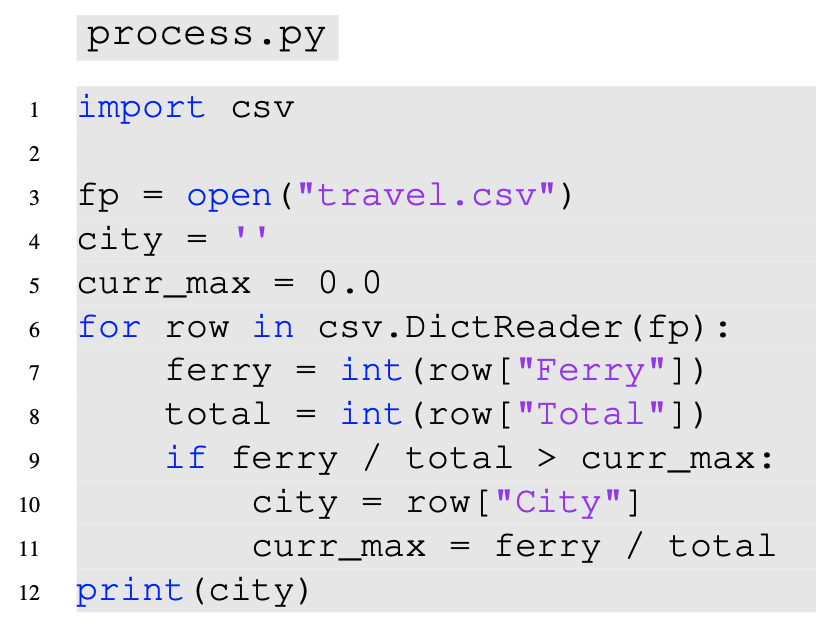 process.py
1 import csv
2
3 fp = open("travel.csv")
4 city = ''
5 curr_max = 0.0
6 for row in csv.DictReader(fp):
7     ferry = int(row["Ferry"])
8     total = int(row["Total"])
9     if ferry / total > curr_max:
10         city = row["City"]
11         curr_max = ferry / total
12 print(city)